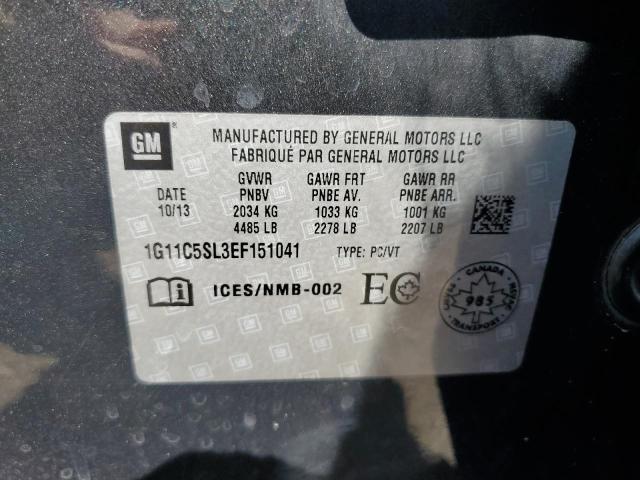 GM®
MANUFACTURED BY GENERAL MOTORS LLC
FABRIQUÉ PAR GENERAL MOTORS LLC
GVWR GAWR FRT GAWR RR
DATE PNBV PNBE AV. PNBE ARR.
10/13 2034 KG 1033 KG 1001 KG
4485 LB 2278 LB 2207 LB
1G11C5SL3EF151041 TYPE: PC/VT
i ICES/NMB-002 EC
CANADA
985
TRANSPORT